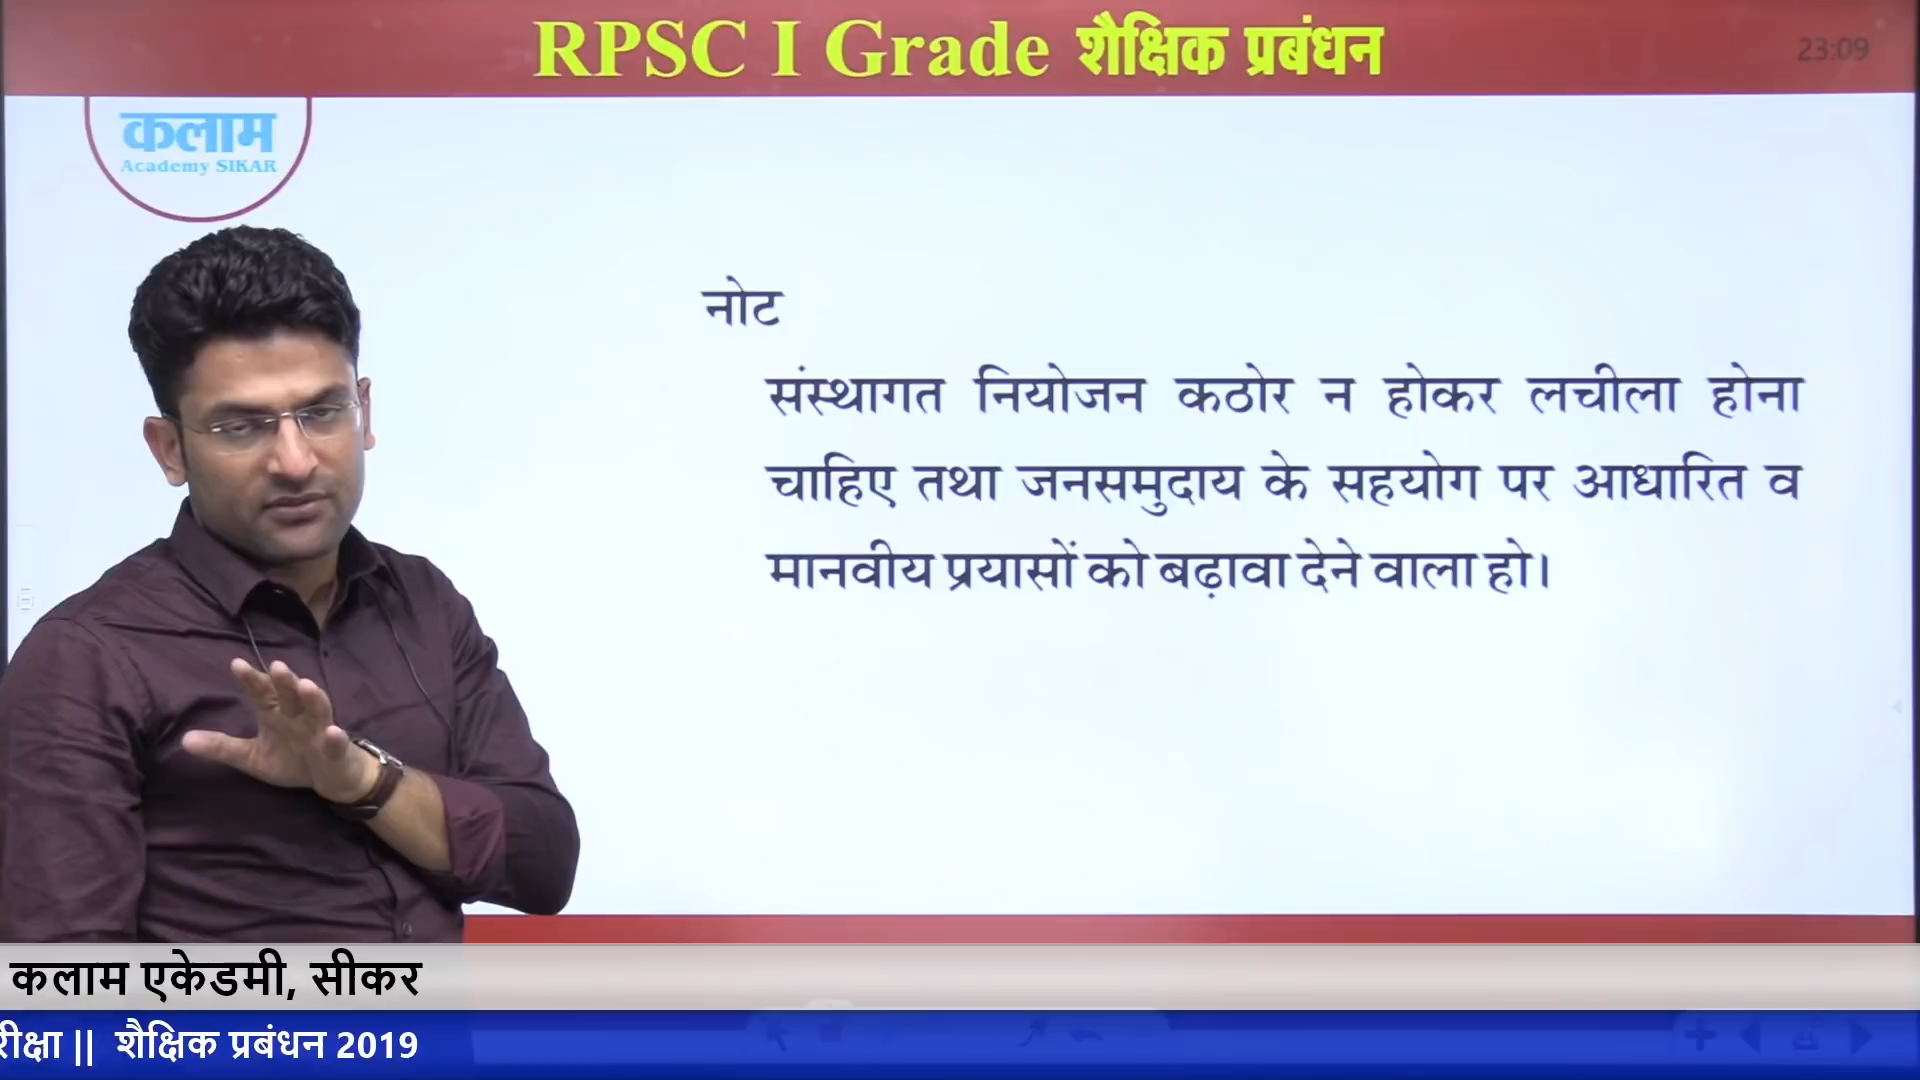 RPSC I Grade शैक्षिक प्रबंधन
23:09
कलाम
Academy SIKAR
नोट
संस्थागत नियोजन कठोर न होकर लचीला होना
चाहिए तथा जनसमुदाय के सहयोग पर आधारित व
मानवीय प्रयासों को बढ़ावा देने वाला हो।
कलाम एकेडमी, सीकर
शैक्षिक प्रबंधन 2019